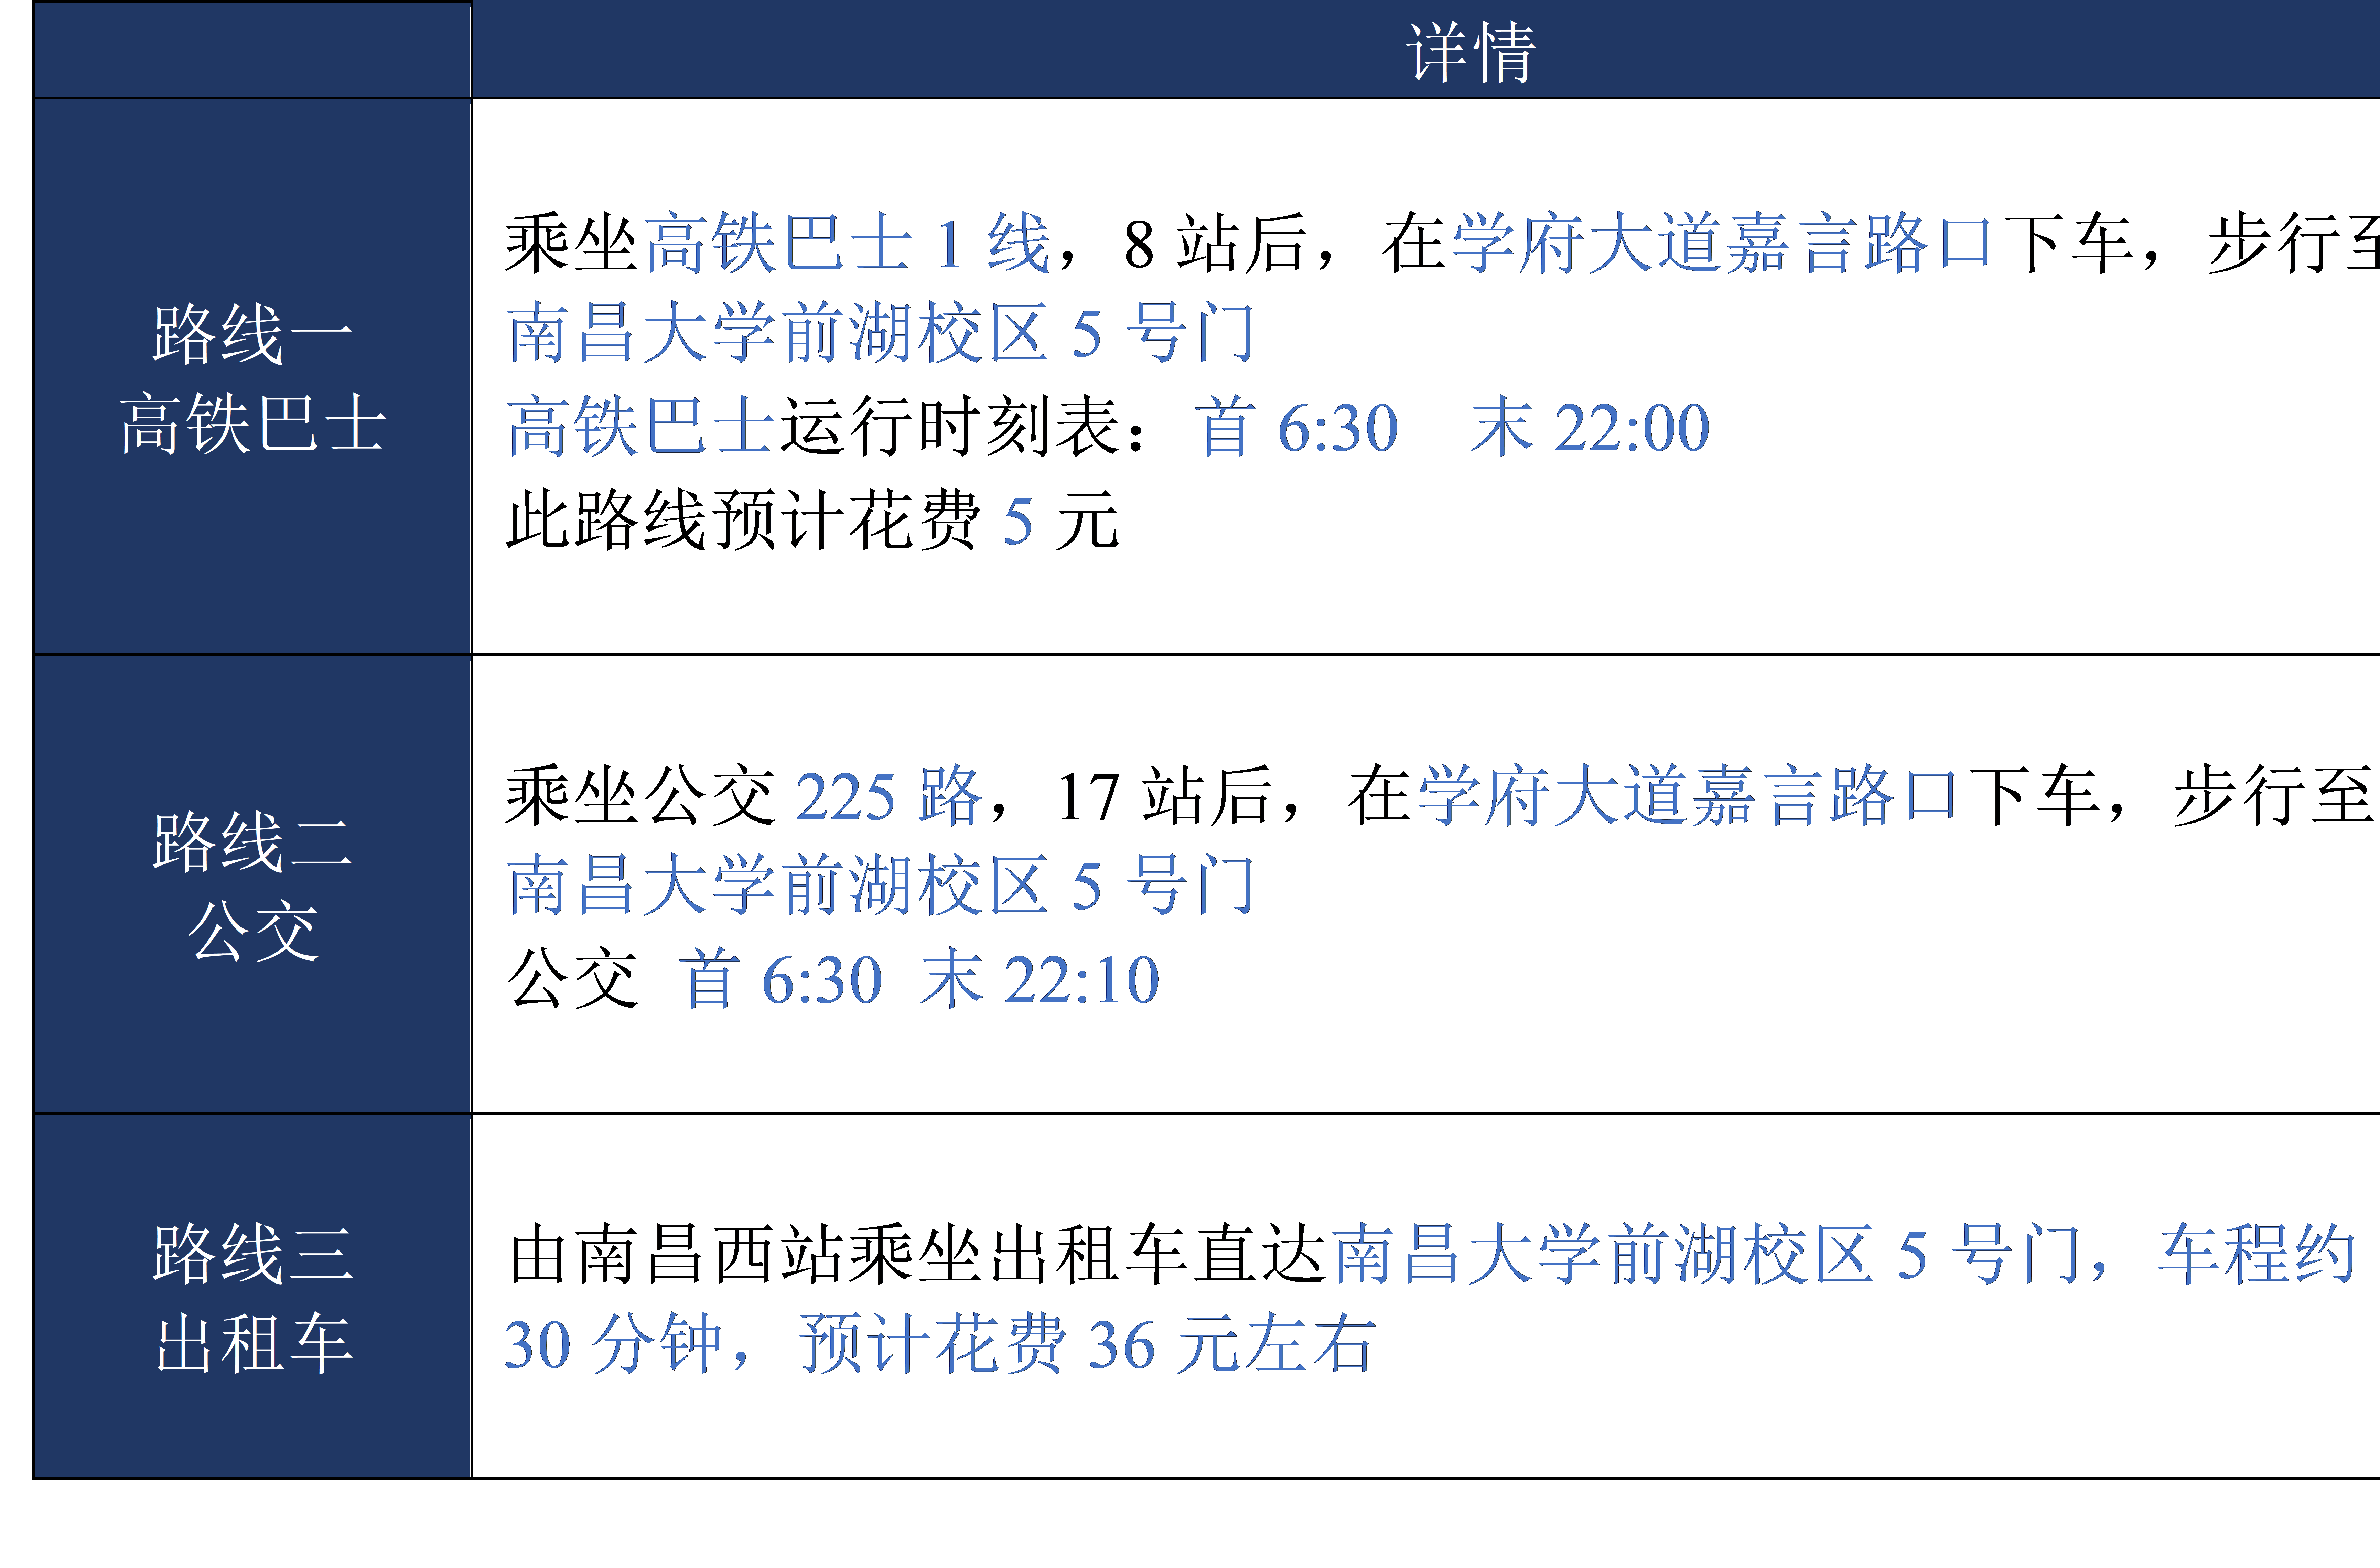 详情
路线一
高铁巴士
乘坐高铁巴士 1 线，8 站后，在学府大道嘉言路口下车，步行至
南昌大学前湖校区 5 号门
高铁巴士运行时刻表： 首 6:30 末 22:00
此路线预计花费 5 元
路线二
公交
乘坐公交 225 路，17 站后，在学府大道嘉言路口下车，步行至
南昌大学前湖校区 5 号门
公交 首 6:30 末 22:10
路线三
出租车
由南昌西站乘坐出租车直达南昌大学前湖校区 5 号门，车程约
30 分钟，预计花费 36 元左右